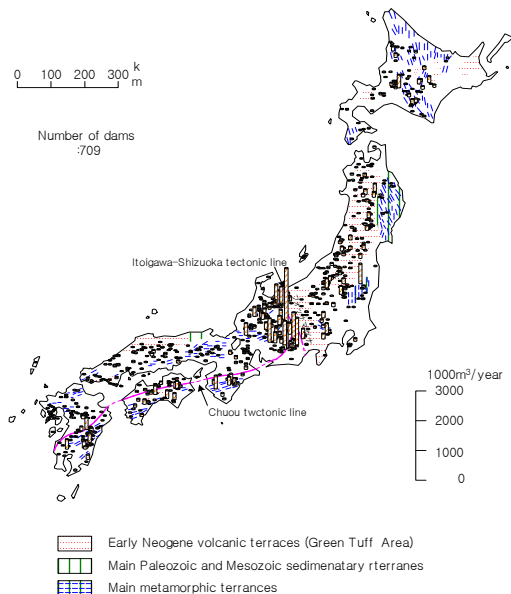 0 100 200 300 k
m
Number of dams
:709
Itoigawa-Shizuoka tectonic line
1000m³/year
3000
2000
1000
0
Chuou twctonic line
Early Neogene volcanic terraces (Green Tuff Area)
Main Paleozoic and Mesozoic sedimenatary rterranes
Main metamorphic terrances